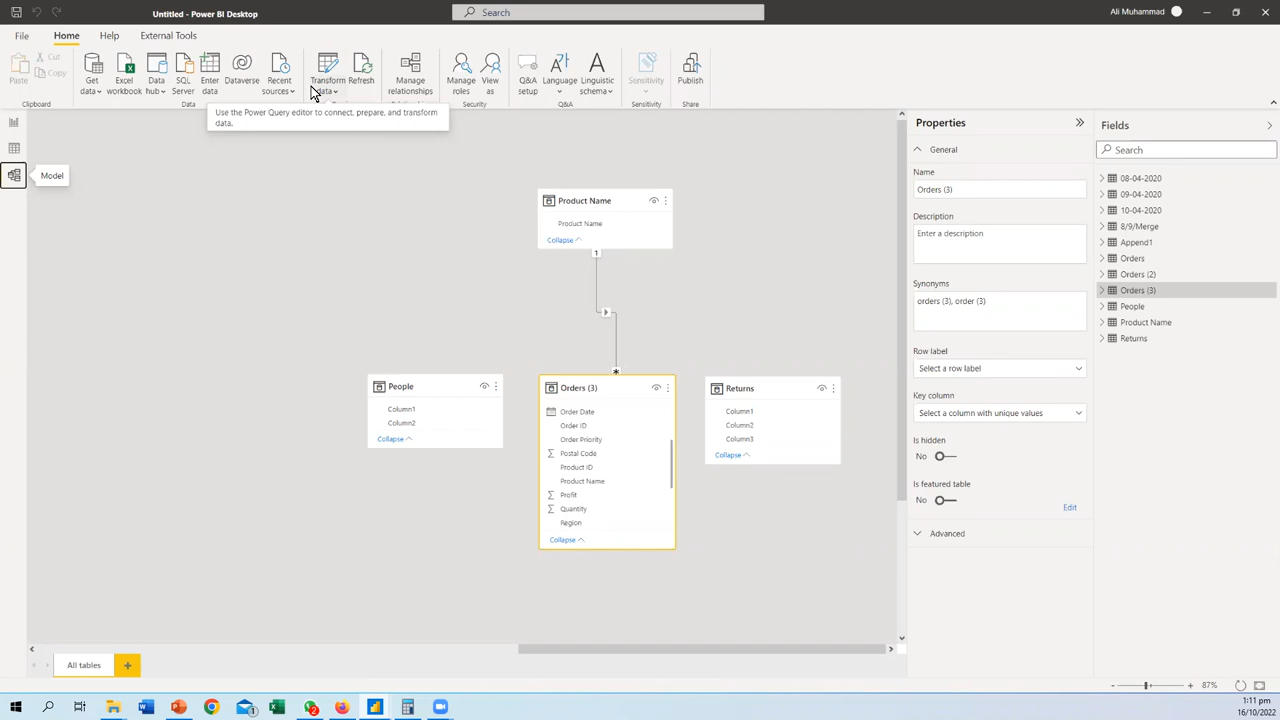 Untitled - Power BI Desktop
Search
Ali Muhammad
File
Home
Help
External Tools
Paste
Cut
Copy
Clipboard
Get data
Excel workbook
Data hub
SQL Server
Enter data
Dataverse
Recent sources
Data
Transform data
Refresh
Manage relationships
Relationships
Manage roles
View as
Security
Q&A setup
Language
Linguistic schema
Q&A
Sensitivity
Sensitivity
Publish
Share
Use the Power Query editor to connect, prepare, and transform
data.
Model
Product Name
Product Name
Collapse
1
*
People
Column1
Column2
Collapse
Orders (3)
Order Date
Order ID
Order Priority
Postal Code
Product ID
Product Name
Profit
Quantity
Region
Collapse
Returns
Column1
Column2
Column3
Collapse
Properties
General
Name
Orders (3)
Description
Enter a description
Synonyms
orders (3), order (3)
Row label
Select a row label
Key column
Select a column with unique values
Is hidden
No
Is featured table
No
Edit
Advanced
Fields
Search
08-04-2020
09-04-2020
10-04-2020
8/9/Merge
Append1
Orders
Orders (2)
Orders (3)
People
Product Name
Returns
All tables
87%
1:11 pm
16/10/2022